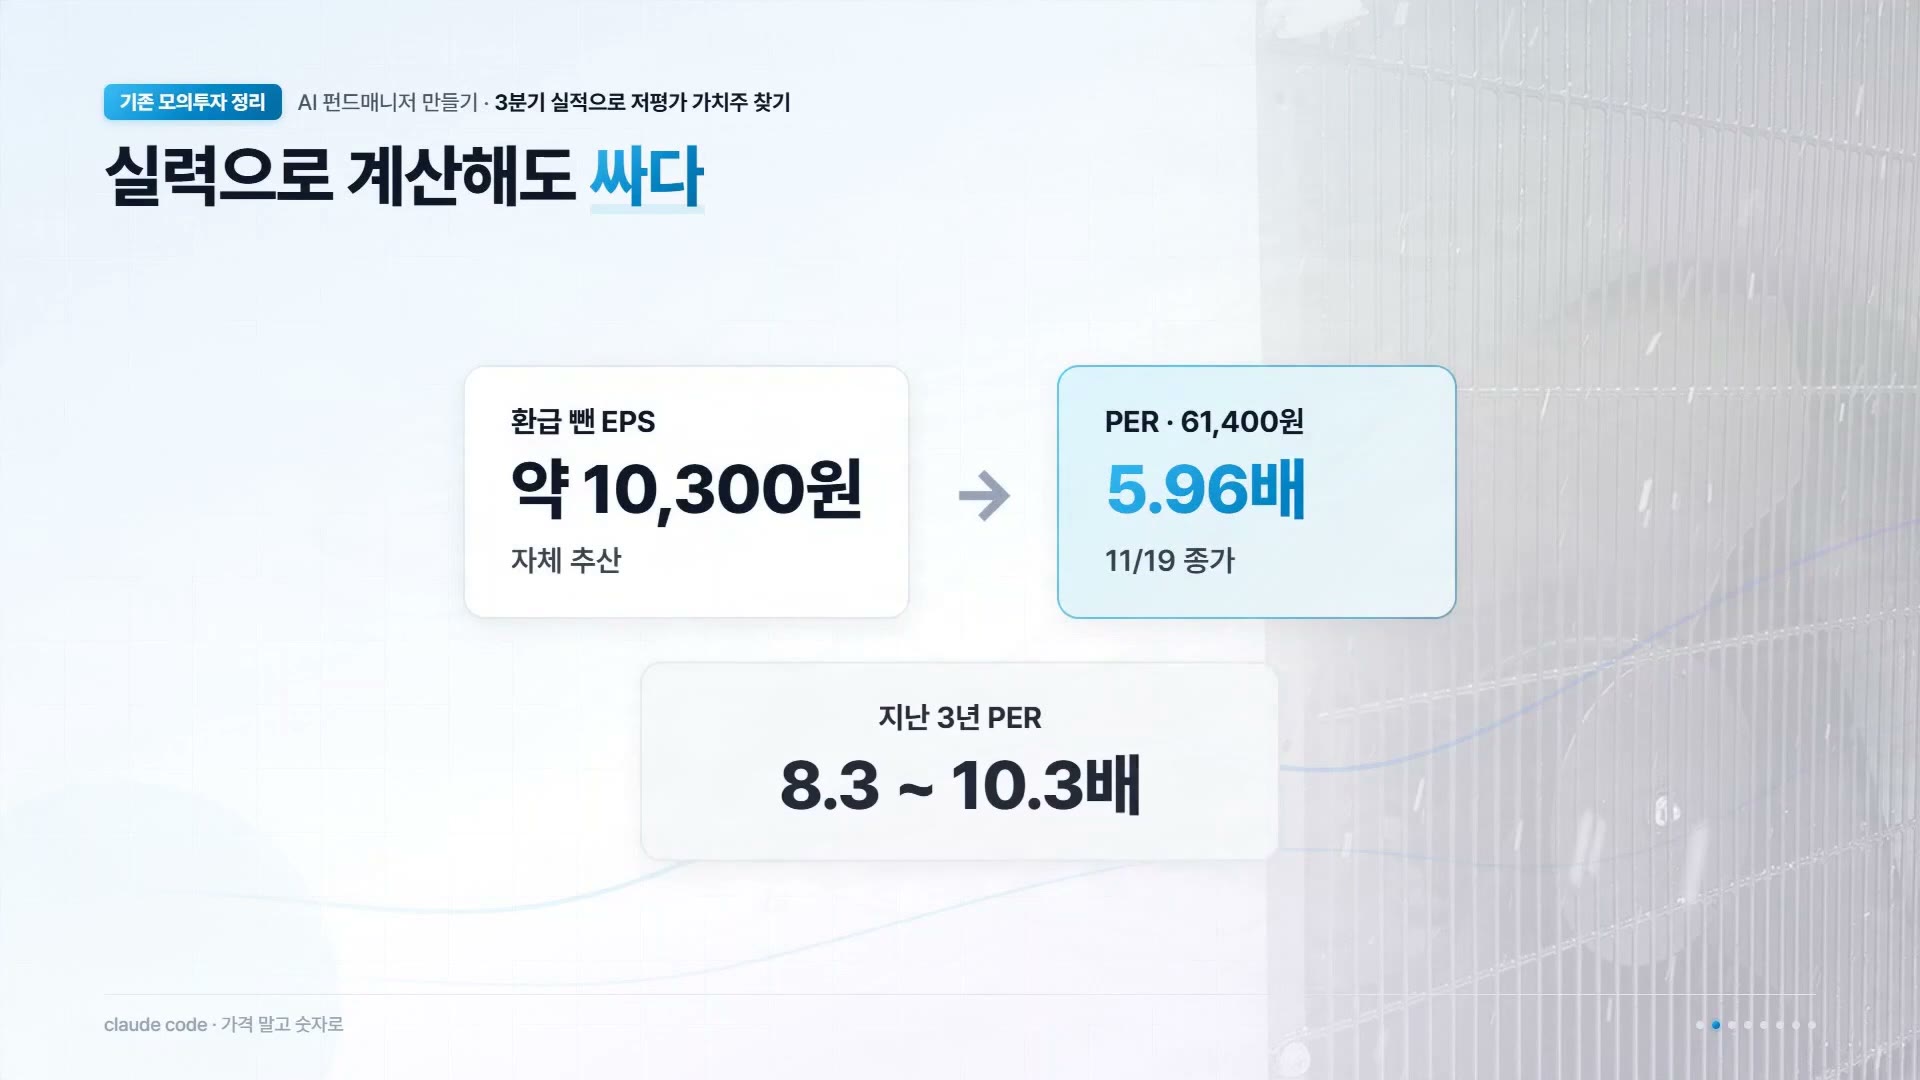 기존 모의투자 정리
AI 펀드매니저 만들기 · 3분기 실적으로 저평가 가치주 찾기
실력으로 계산해도 싸다
환급 뺀 EPS
약 10,300원
자체 추산
PER · 61,400원
5.96배
11/19 종가
지난 3년 PER
8.3 ~ 10.3배
claude code · 가격 말고 숫자로